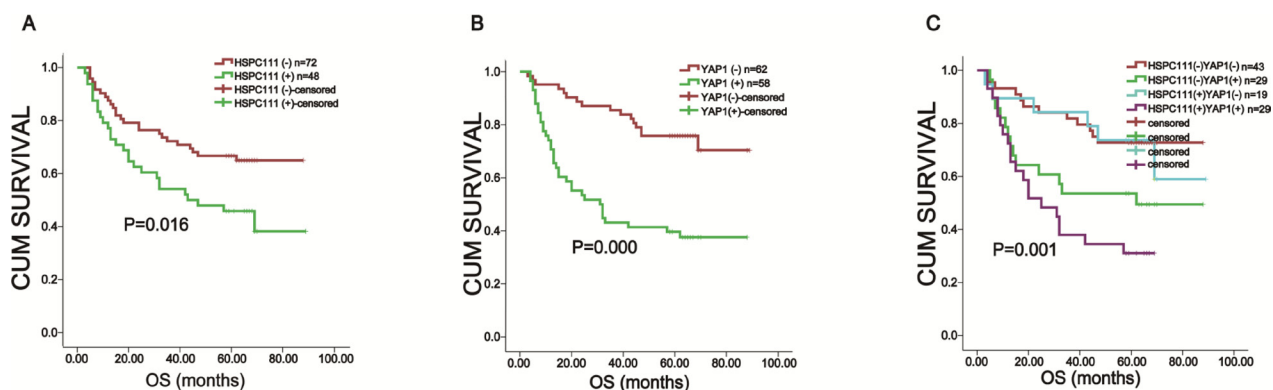 A
HSPC111 (-) n=72
HSPC111 (+) n=48
HSPC111 (-)-censored
HSPC111 (+)-censored
CUM SURVIVAL
1.0
0.8
0.6
0.4
0.2
0.0
P=0.016
0.00 20.00 40.00 60.00 80.00 100.00
OS (months)
B
YAP1 (-) n=62
YAP1 (+) n=58
YAP1(-)-censored
YAP1(+)-censored
CUM SURVIVAL
1.0
0.8
0.6
0.4
0.2
0.0
P=0.000
0.00 20.00 40.00 60.00 80.00 100.00
OS (months)
C
HSPC111(-)YAP1(-) n=43
HSPC111(-)YAP1(+) n=29
HSPC111(+)YAP1(-) n=19
HSPC111(+)YAP1(+) n=29
censored
censored
censored
censored
CUM SURVIVAL
1.0
0.8
0.6
0.4
0.2
0.0
P=0.001
0.00 20.00 40.00 60.00 80.00 100.00
OS (months)